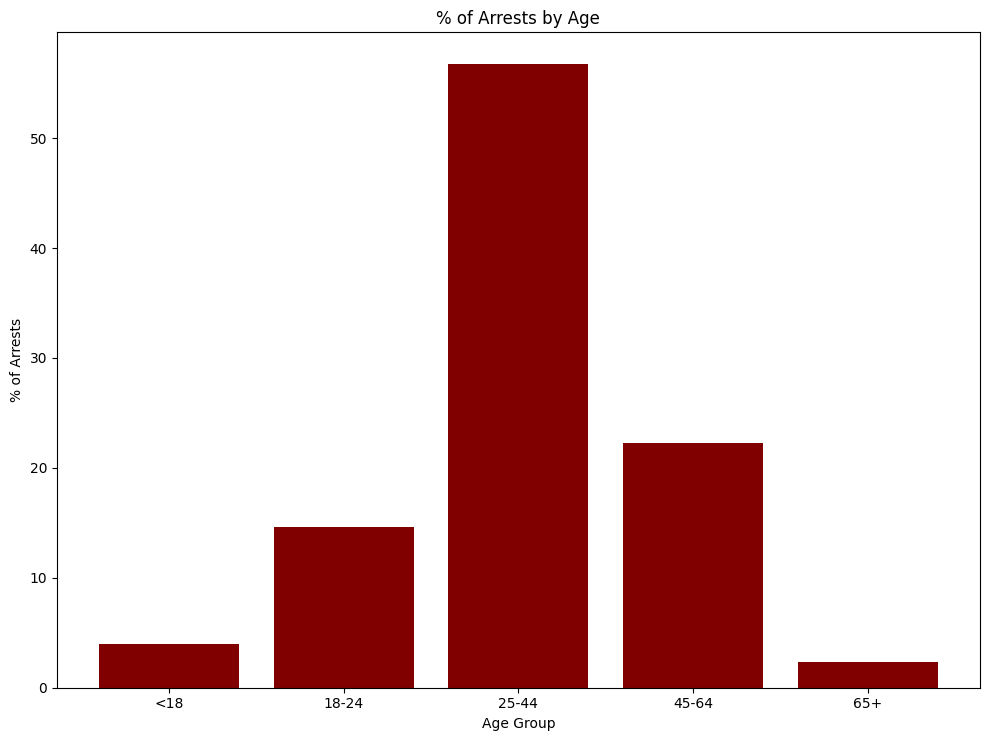 % of Arrests by Age
% of Arrests
50
40
30
20
10
0
<18 18-24 25-44 45-64 65+
Age Group